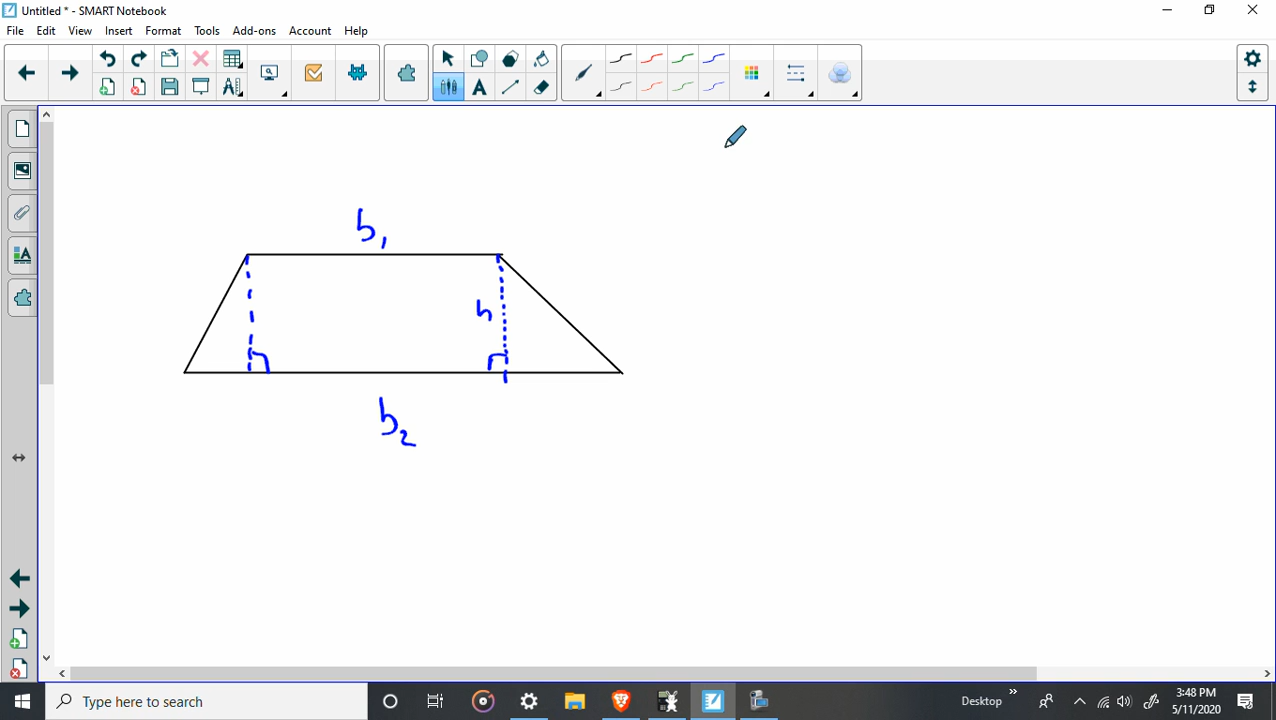 Untitled * - SMART Notebook
File Edit View Insert Format Tools Add-ons Account Help
A
A
b₁
h
b₂
Type here to search
Desktop
3:48 PM
5/11/2020